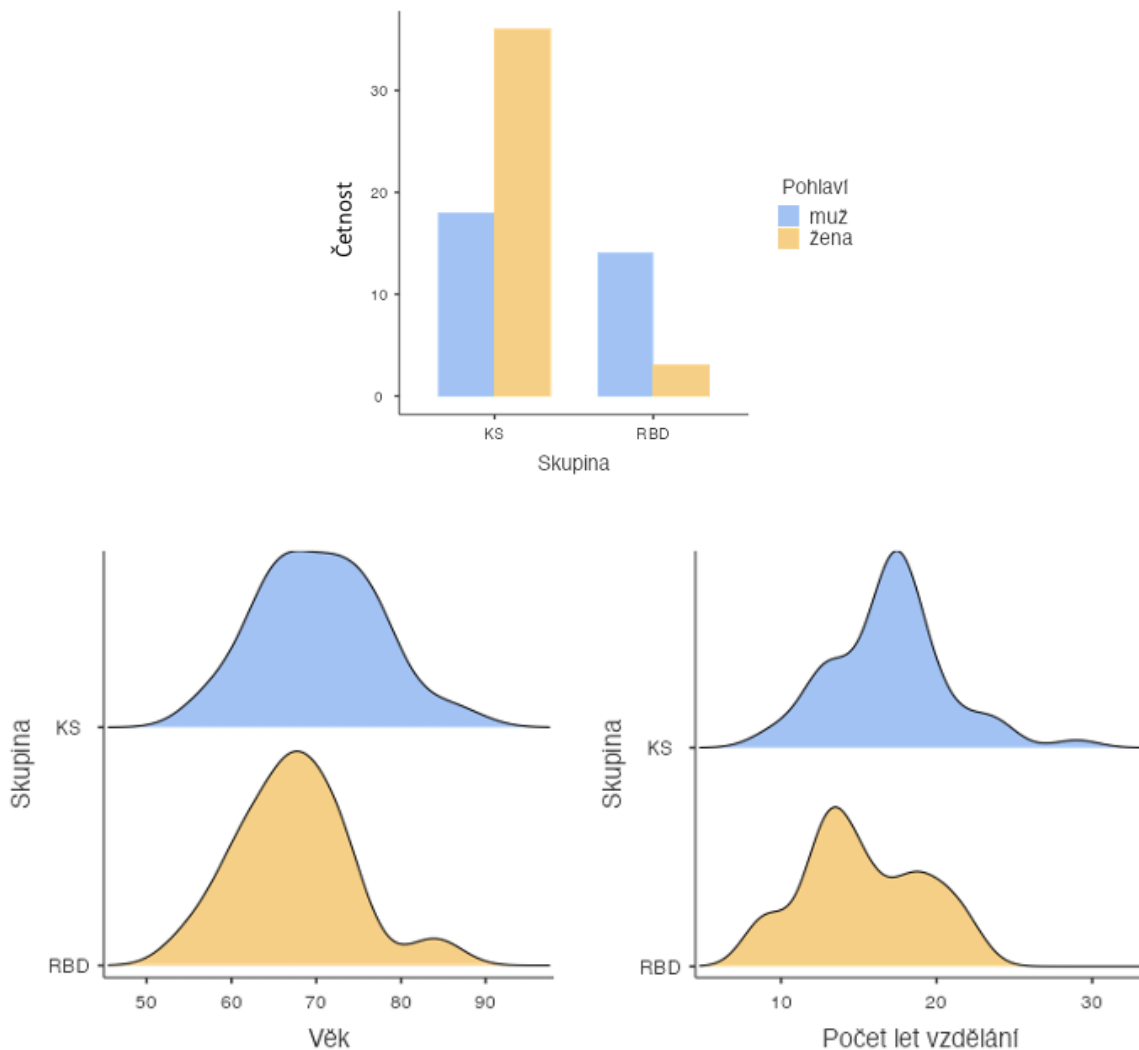 30
20
10
0
Četnost
KS
RBD
Skupina
Pohlaví
muž
žena
Skupina
KS
RBD
50
60
70
80
90
Věk
Skupina
KS
RBD
10
20
30
Počet let vzdělání